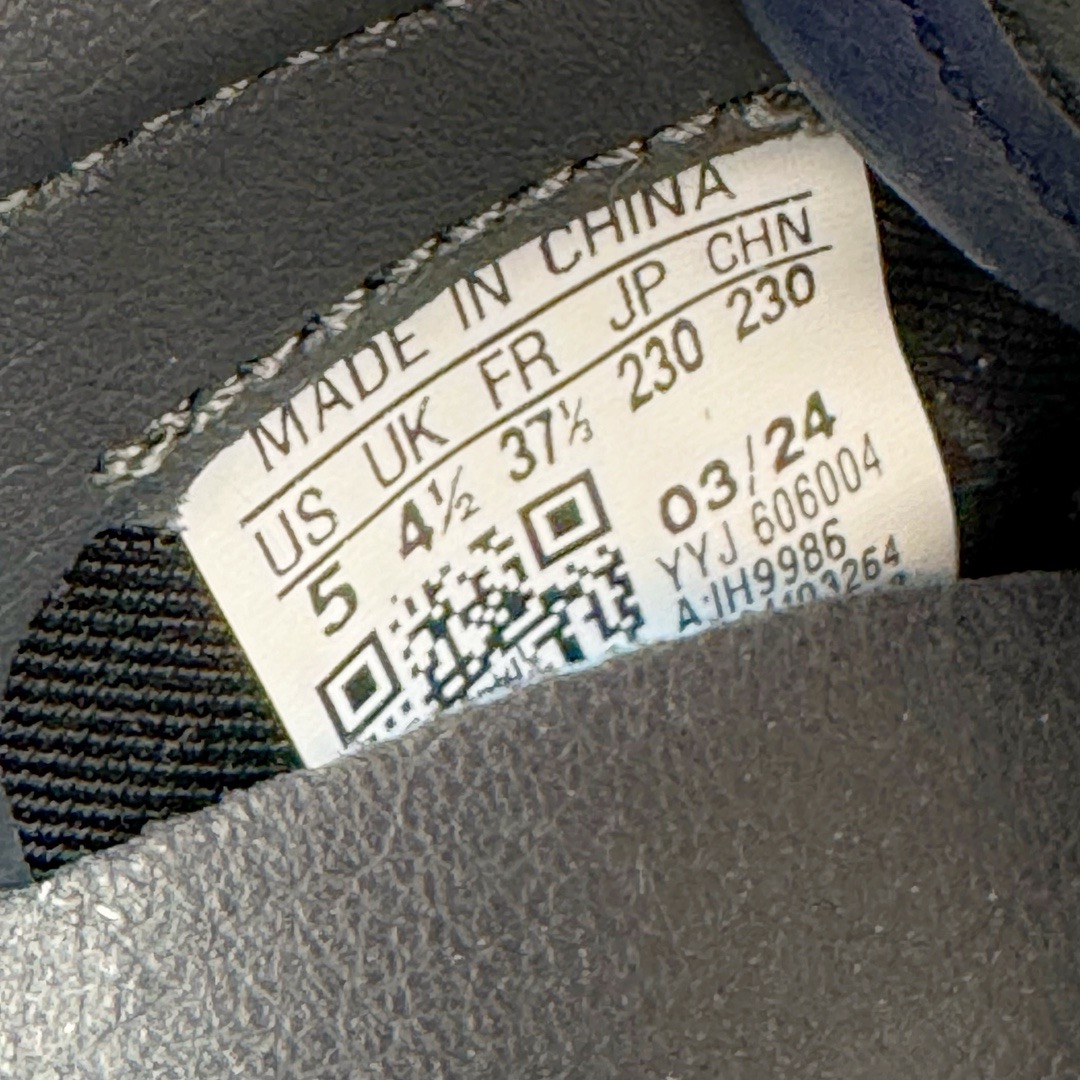 MADE IN CHINA
US UK FR JP CHN
5 4½ 37⅓ 230 230
03/24
YYJ 606004